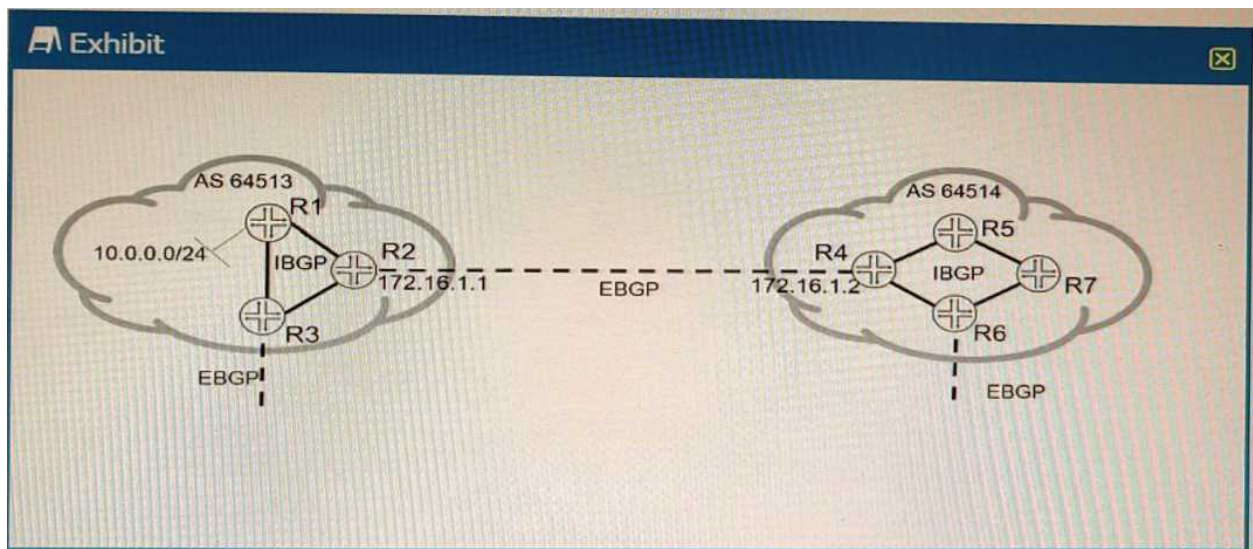 Exhibit
AS 64513
AS 64514
R1
R5
10.0.0.0/24
IBGP
R2
R4
IBGP
172.16.1.1
EBGP
172.16.1.2
R7
R3
R6
EBGP
EBGP